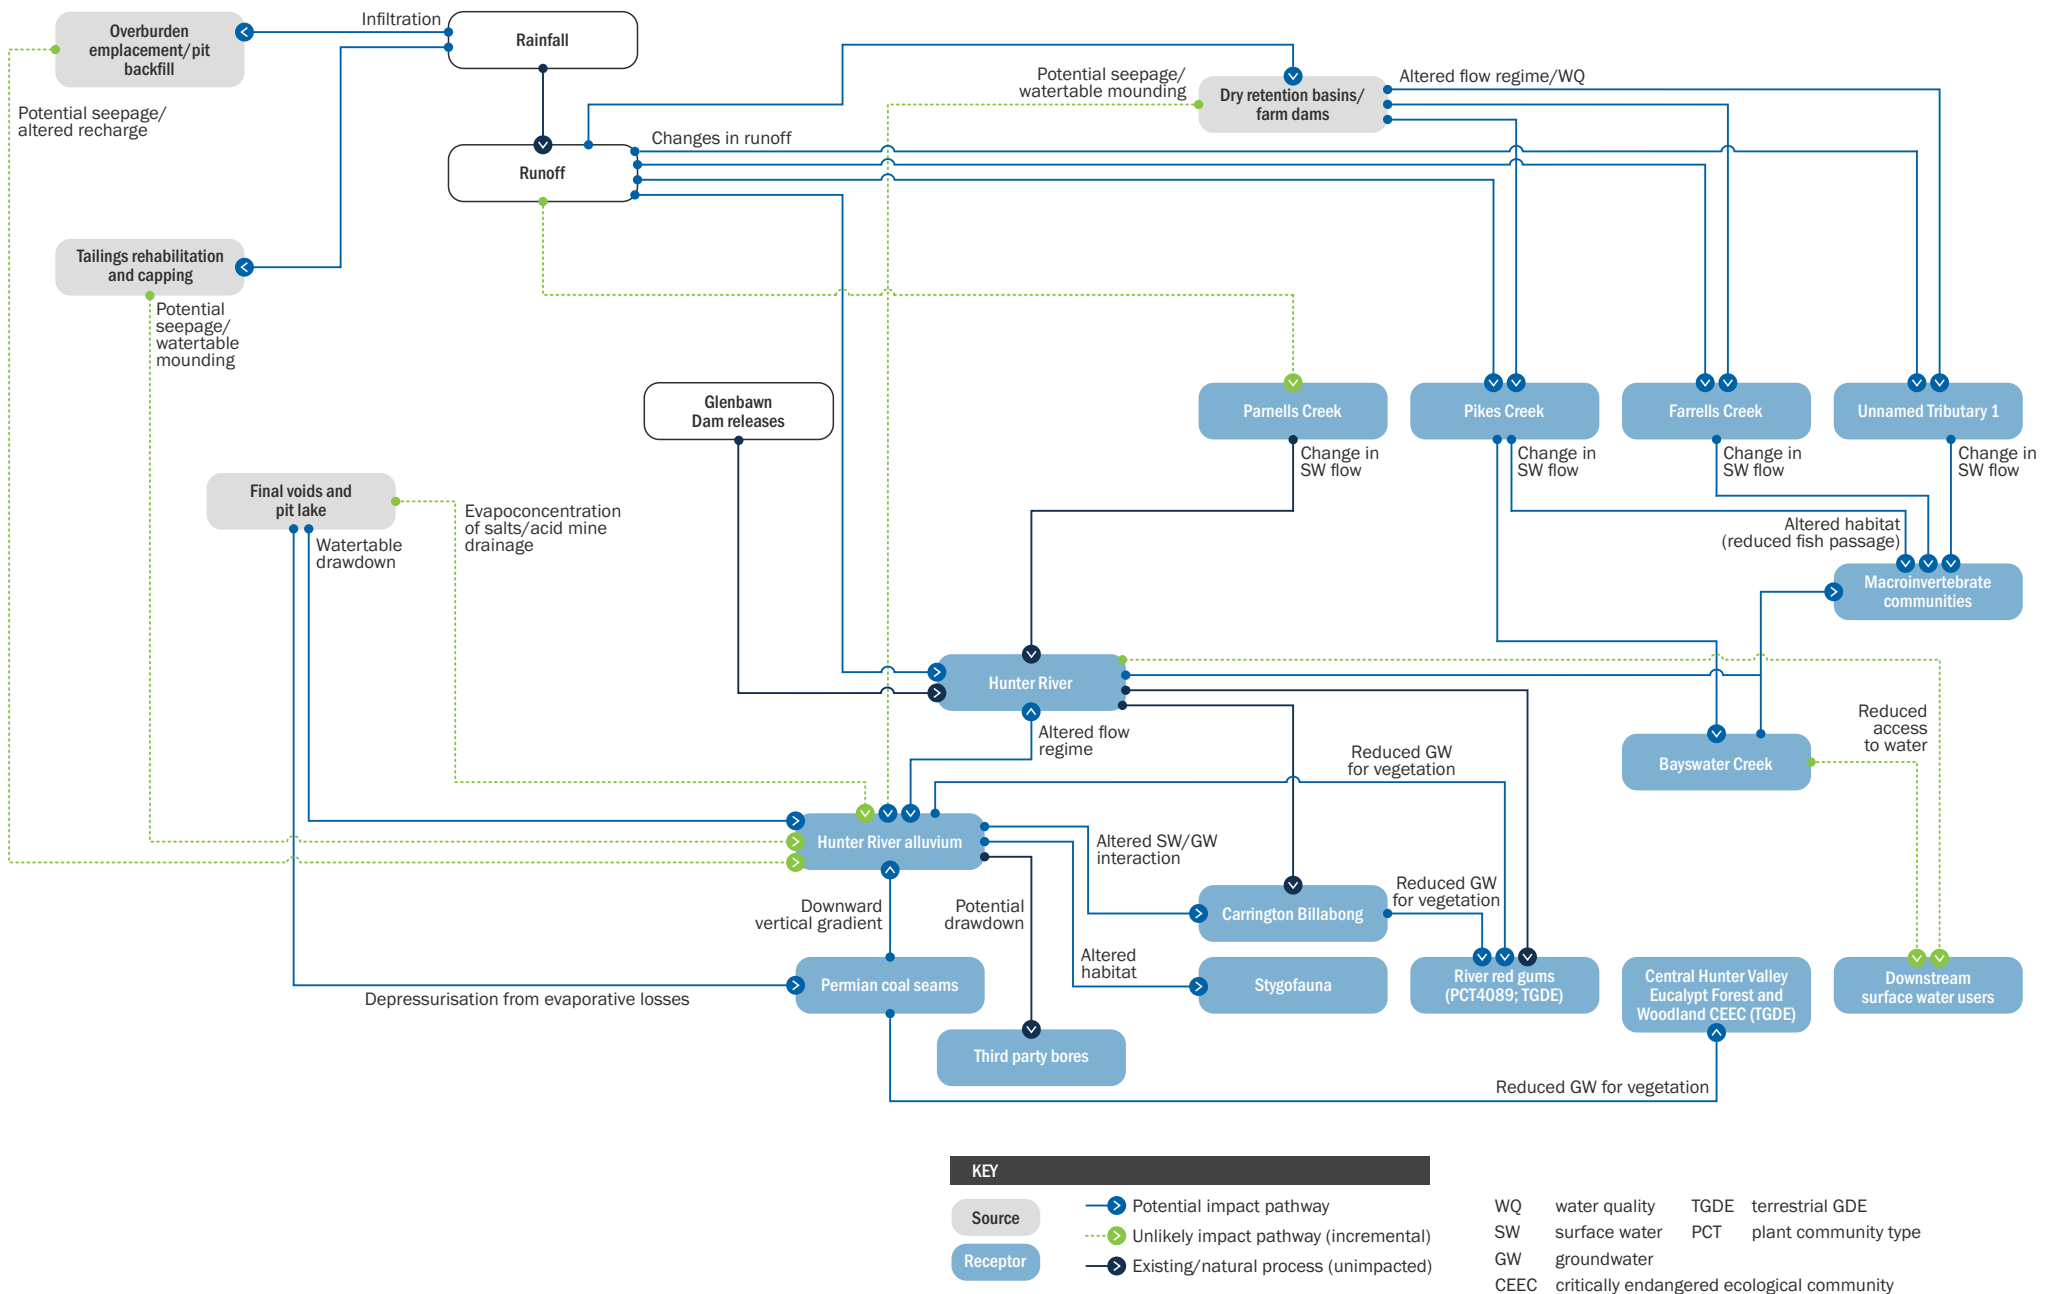 Overburden
emplacement/pit
backfill
Infiltration
Rainfall
Potential seepage/
altered recharge
Potential seepage/
watertable mounding
Dry retention basins/
farm dams
Altered flow regime/WQ
Changes in runoff
Runoff
Tailings rehabilitation
and capping
Potential
seepage/
watertable
mounding
Glenbawn
Dam releases
Parnells Creek
Pikes Creek
Farrells Creek
Unnamed Tributary 1
Change in
SW flow
Change in
SW flow
Change in
SW flow
Change in
SW flow
Final voids and
pit lake
Watertable
drawdown
Evapoconcentration
of salts/acid mine
drainage
Altered habitat
(reduced fish passage)
Macroinvertebrate
communities
Hunter River
Altered flow
regime
Reduced
access
to water
Bayswater Creek
Reduced GW
for vegetation
Hunter River alluvium
Altered SW/GW
interaction
Downward
vertical gradient
Potential
drawdown
Carrington Billabong
Reduced GW
for vegetation
Altered
habitat
Permian coal seams
Depressurisation from evaporative losses
Stygofauna
River red gums
(PCT4089; TGDE)
Central Hunter Valley
Eucalypt Forest and
Woodland CEEC (TGDE)
Downstream
surface water users
Third party bores
Reduced GW for vegetation
KEY
Source
Receptor
Potential impact pathway
Unlikely impact pathway (incremental)
Existing/natural process (unimpacted)
WQ water quality TGDE terrestrial GDE
SW surface water PCT plant community type
GW groundwater
CEEC critically endangered ecological community